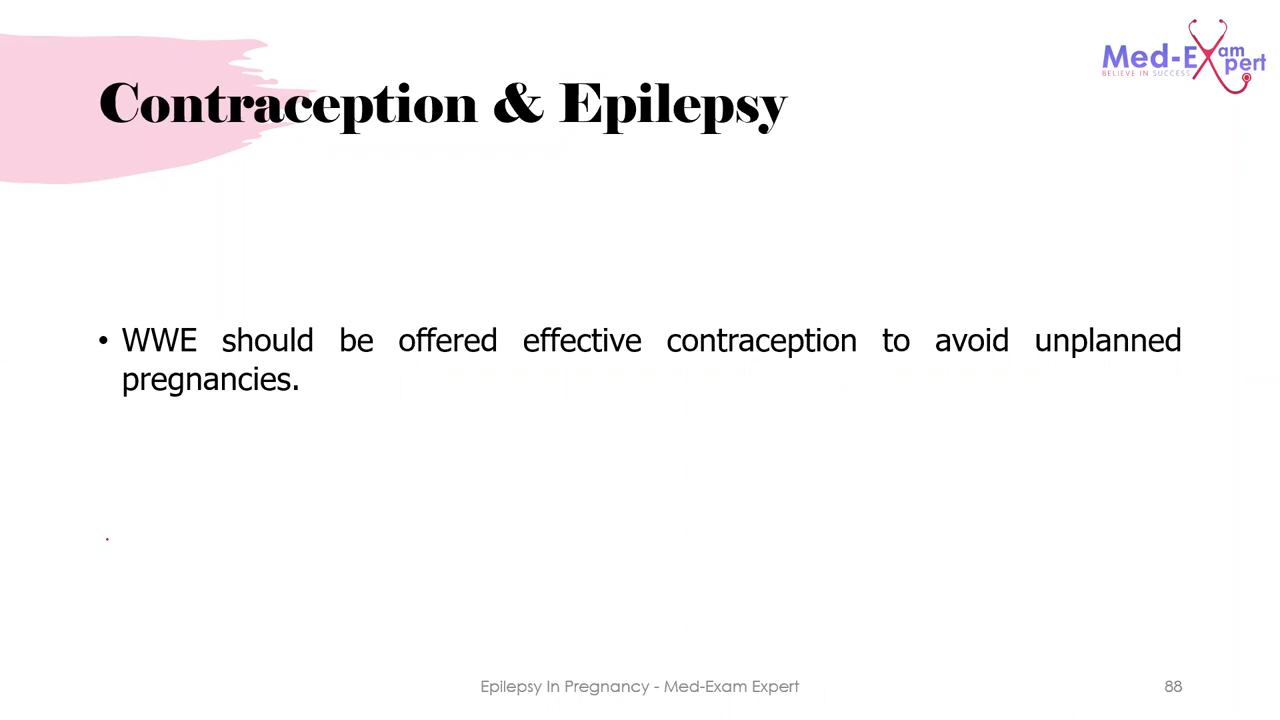 Med-Exam
pert
BELIEVE IN SUCCESS
Contraception & Epilepsy
• WWE should be offered effective contraception to avoid unplanned
pregnancies.
Epilepsy In Pregnancy - Med-Exam Expert
88